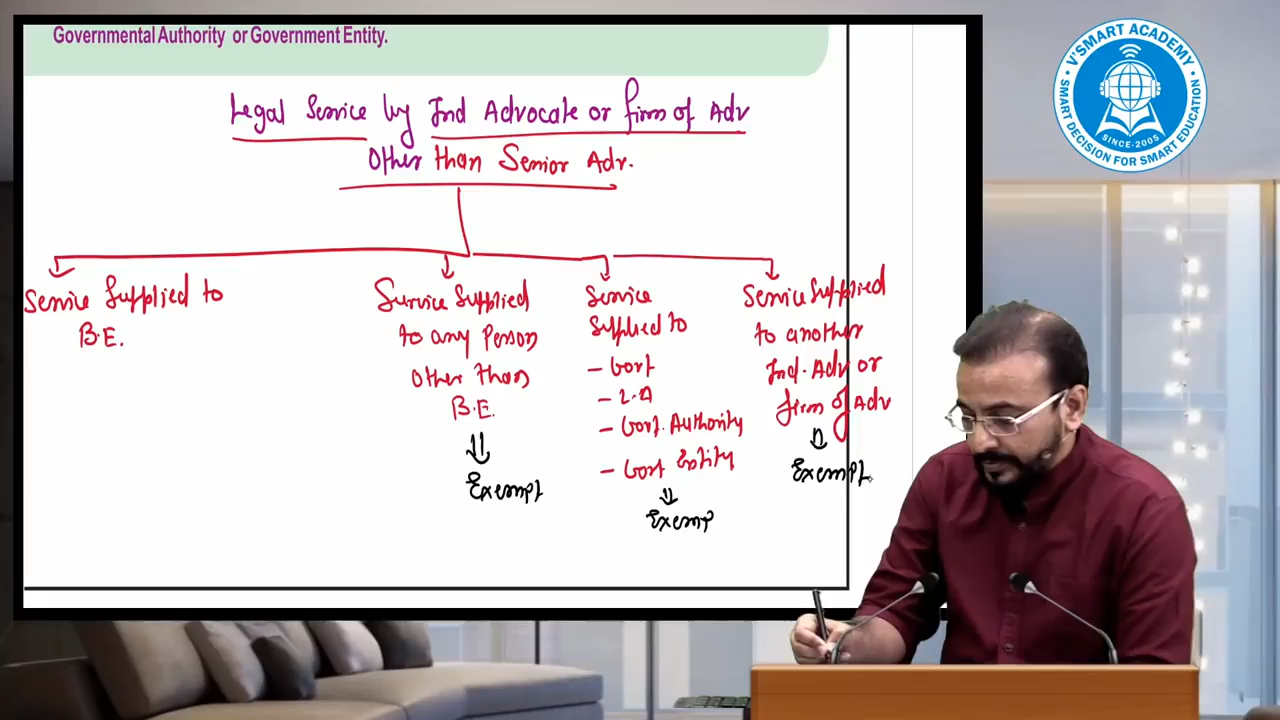 Governmental Authority or Government Entity.
Legal Service by Ind Advocate or firm of Adv
Other than Senior Adv.
Service Supplied to
B.E.
Service Supplied
to any Person
Other than
B.E.
Exempt
Service
Supplied to
- Govt
- L.A
- Govt. Authority
- Govt Entity
Exemp
Service Supplied
to another
Ind. Adv or
firm of Adv
Exempt
V'SMART ACADEMY
SINCE-2005
SMART DECISION FOR SMART EDUCATION